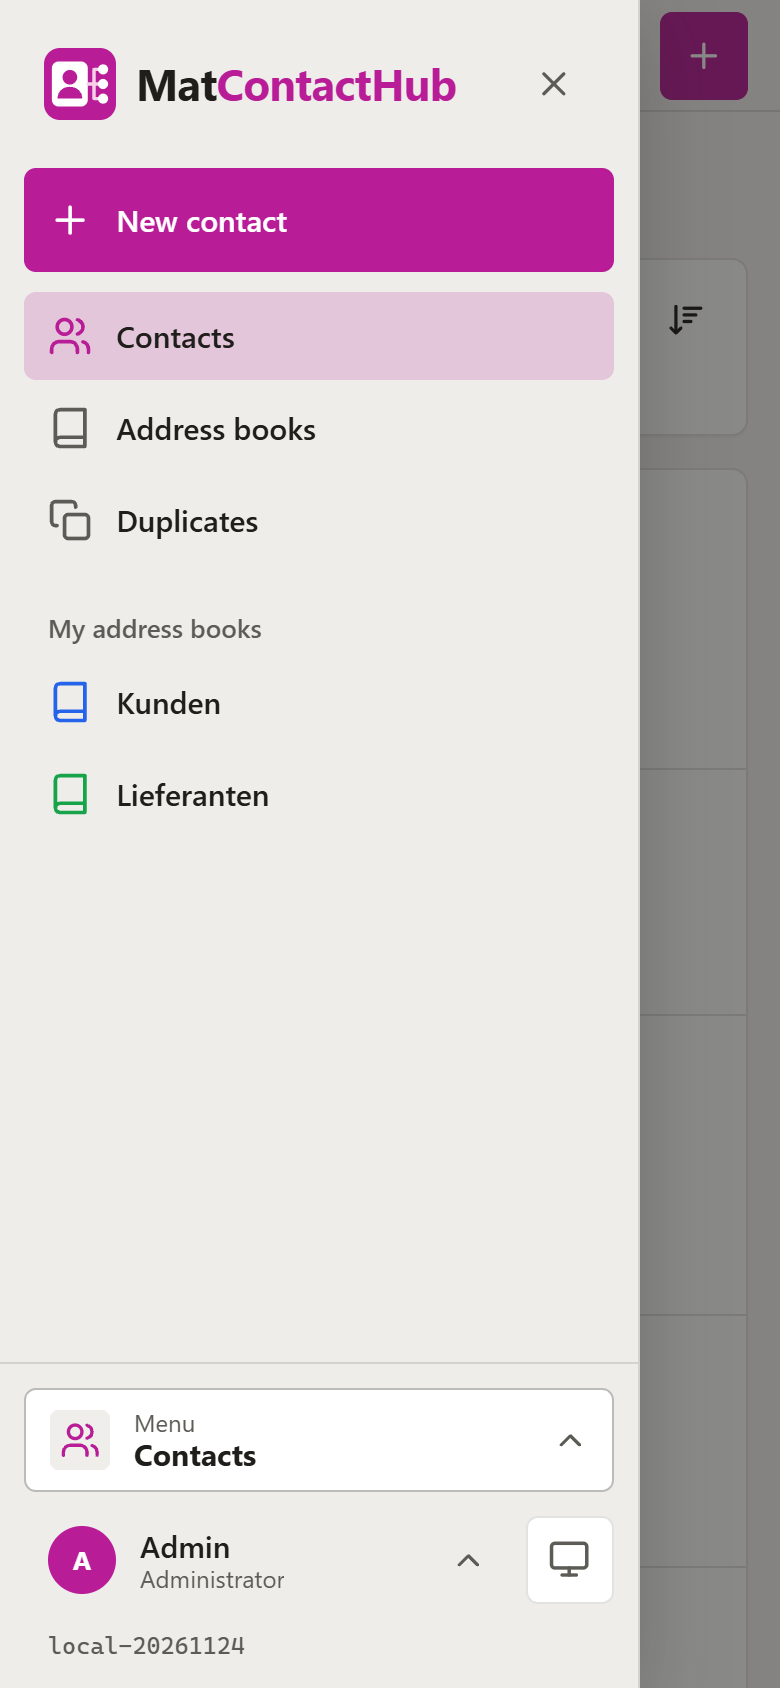 MatContactHub
New contact
Contacts
Address books
Duplicates
My address books
Kunden
Lieferanten
Menu
Contacts
A
Admin
Administrator
local-20261124